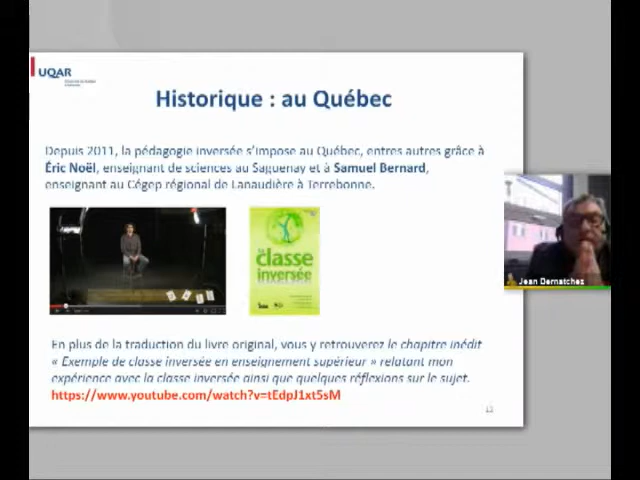 UQAR
Historique : au Québec
Depuis 2011, la pédagogie inversée s'impose au Québec, entres autres grâce à
Éric Noël, enseignant de sciences au Saguenay et à Samuel Bernard,
enseignant au Cégep régional de Lanaudière à Terrebonne.
la
classe
inversée
Jean Dernatchez
En plus de la traduction du livre original, vous y retrouverez le chapitre inédit
« Exemple de classe inversée en enseignement supérieur » relatant mon
expérience avec la classe inversée ainsi que quelques réflexions sur le sujet.
https://www.youtube.com/watch?v=tEdpJ1xt5sM
12